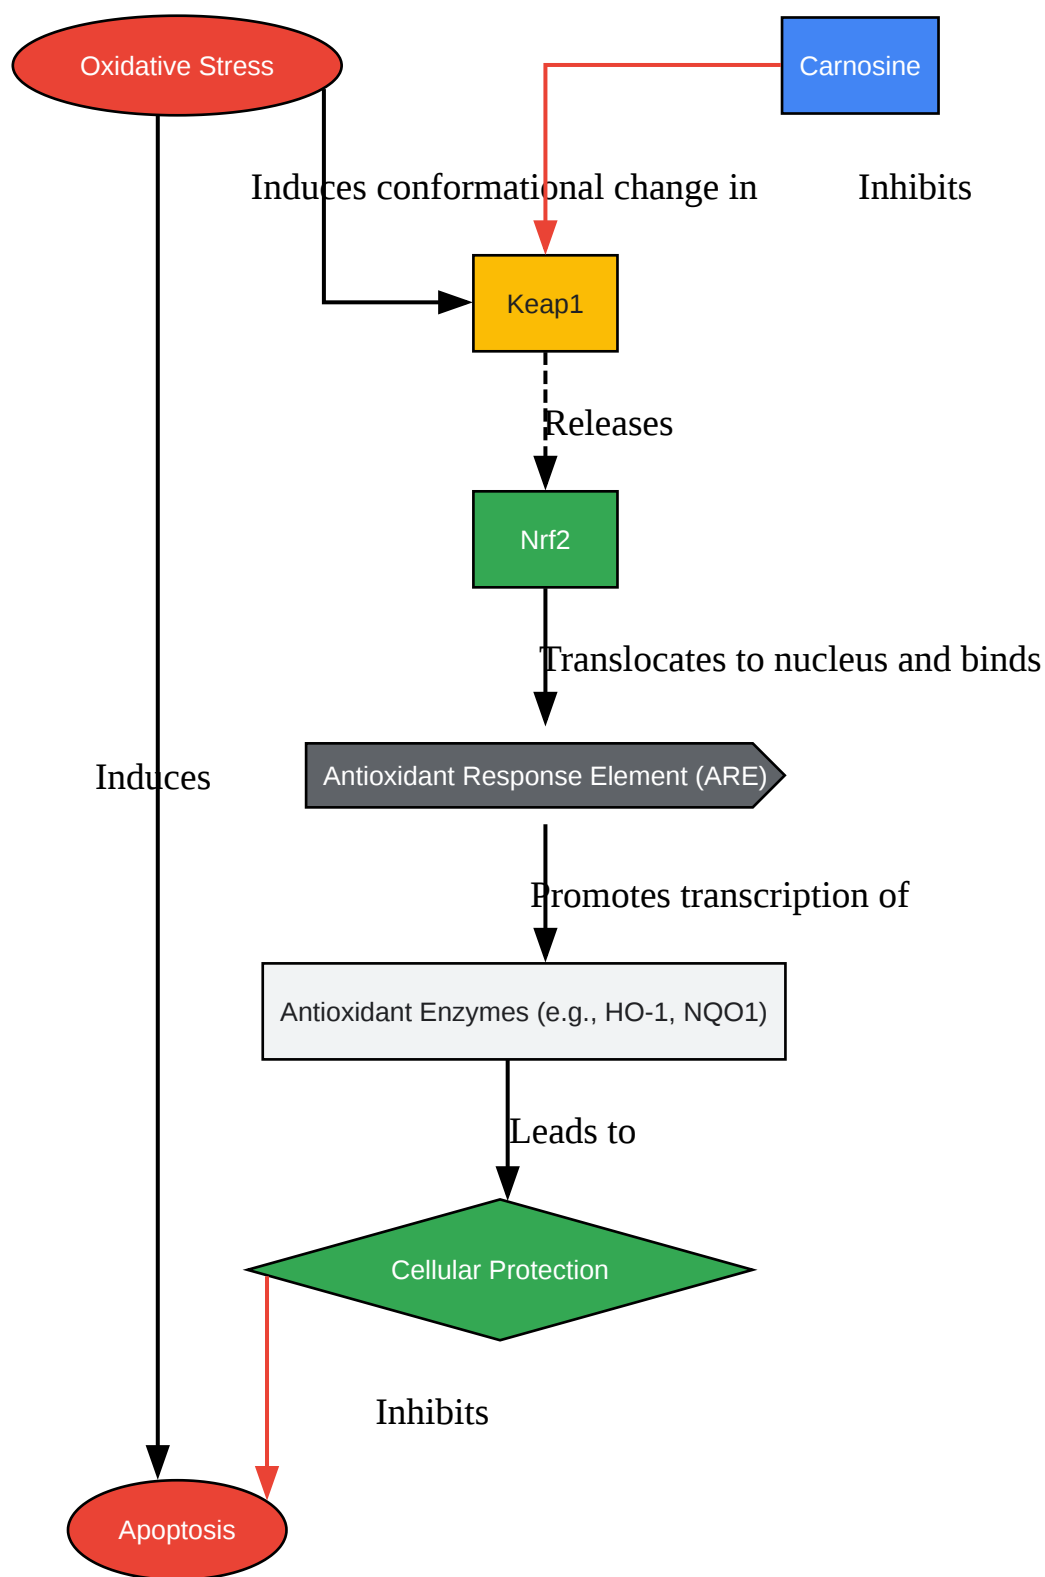 Oxidative Stress
Carnosine
Induces conformational change in
Inhibits
Keap1
Releases
Nrf2
Translocates to nucleus and binds
Antioxidant Response Element (ARE)
Induces
Promotes transcription of
Antioxidant Enzymes (e.g., HO-1, NQO1)
Leads to
Cellular Protection
Inhibits
Apoptosis